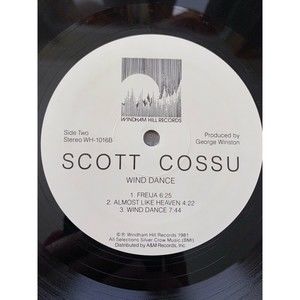 WINDHAM HILL RECORDS
Side Two
Stereo WH-1016B
Produced by
George Winston
SCOTT COSSU
WIND DANCE
1. FREIJA 6:25
2. ALMOST LIKE HEAVEN 4:22
3. WIND DANCE 7:44
© ℗ Windham Hill Records 1981
All Selections Silver Crow Music (BMI)
Distributed by A&M Records, Inc.